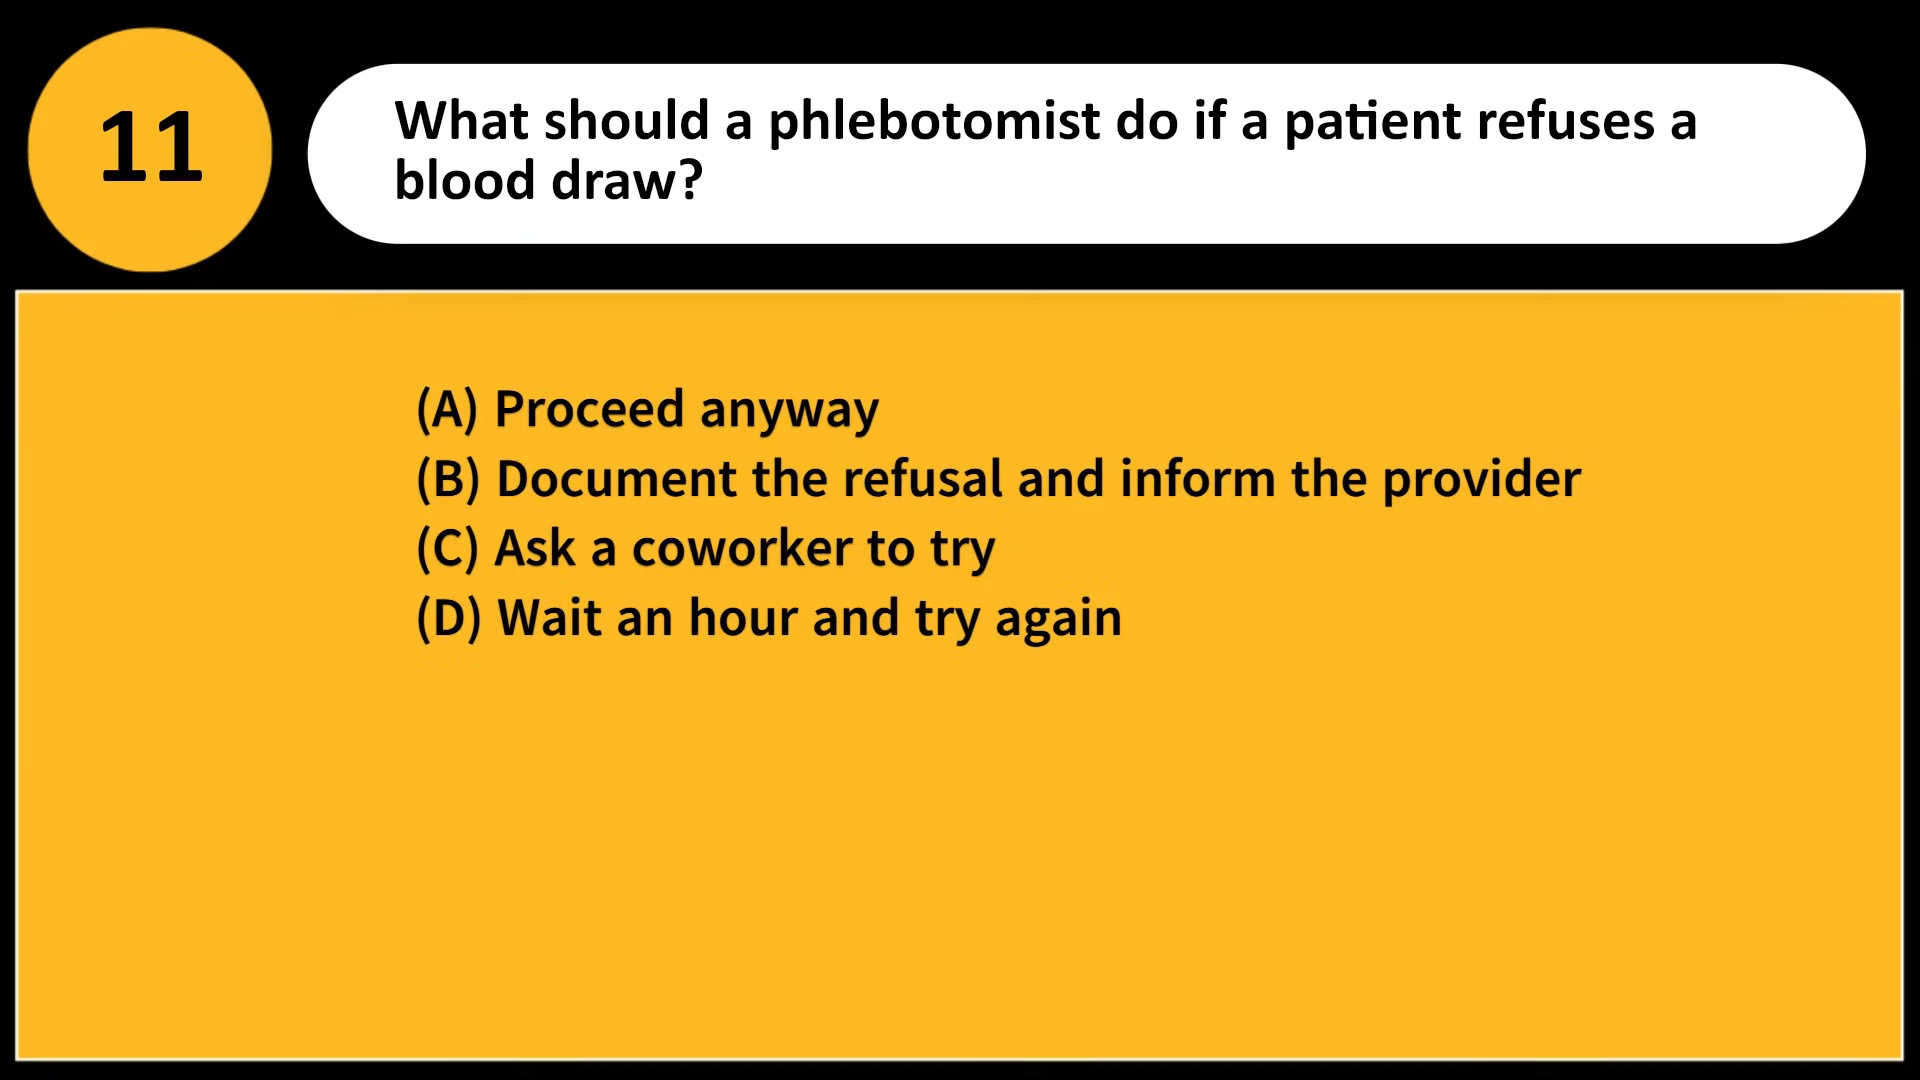 11
What should a phlebotomist do if a patient refuses a
blood draw?
(A) Proceed anyway
(B) Document the refusal and inform the provider
(C) Ask a coworker to try
(D) Wait an hour and try again